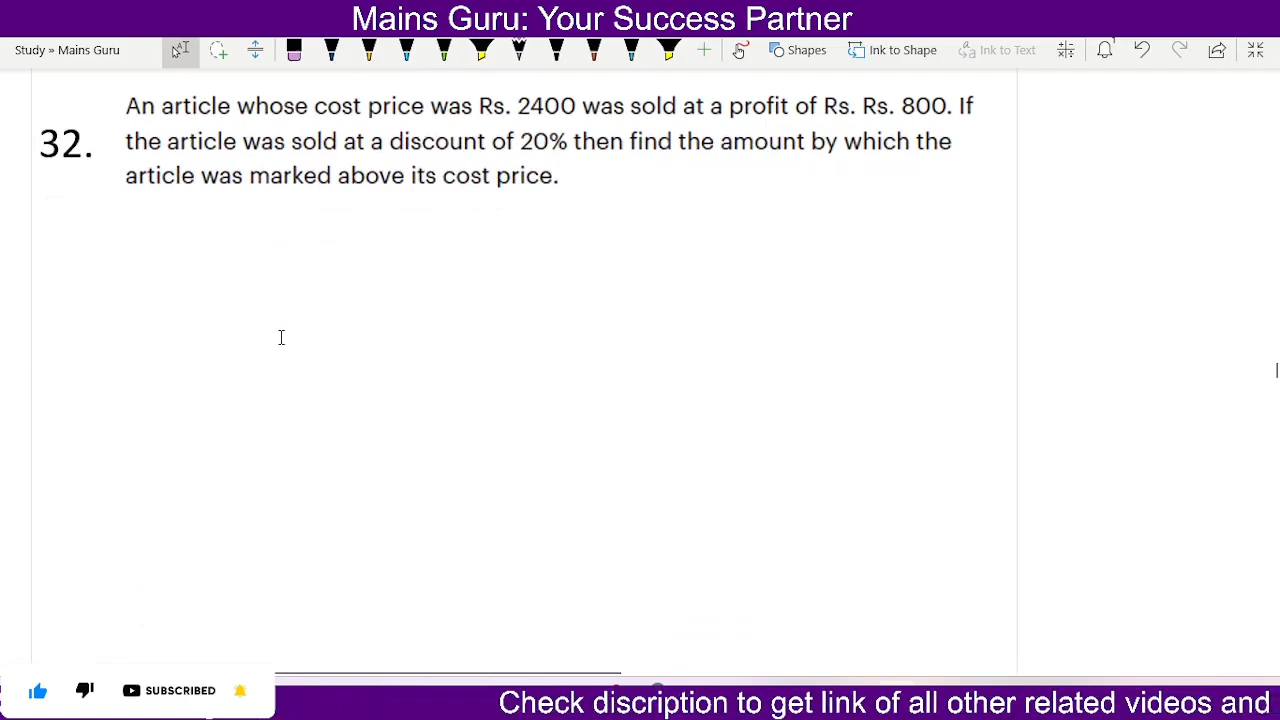 Mains Guru: Your Success Partner
Study » Mains Guru
Shapes
Ink to Shape
Ink to Text
32.
An article whose cost price was Rs. 2400 was sold at a profit of Rs. Rs. 800. If
the article was sold at a discount of 20% then find the amount by which the
article was marked above its cost price.
SUBSCRIBED
Check discription to get link of all other related videos and